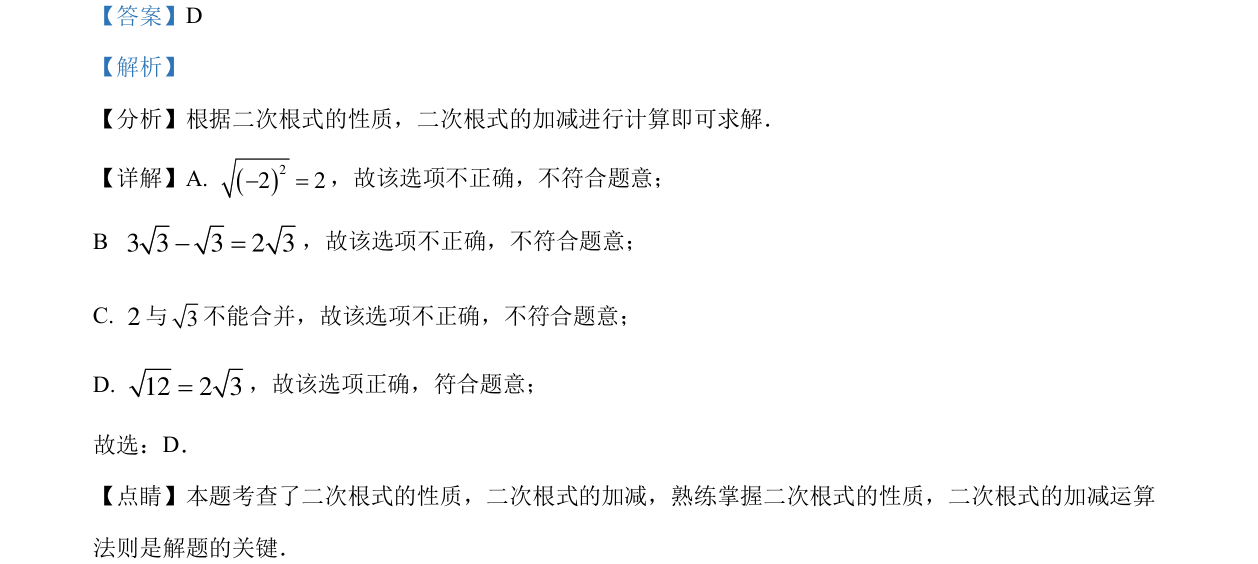 【答案】D
【解析】
【分析】根据二次根式的性质，二次根式的加减进行计算即可求解．
【详解】A. √(−2)² = 2，故该选项不正确，不符合题意；
B 3√3 − √3 = 2√3，故该选项不正确，不符合题意；
C. 2与√3不能合并，故该选项不正确，不符合题意；
D. √12 = 2√3，故该选项正确，符合题意；
故选：D．
【点睛】本题考查了二次根式的性质，二次根式的加减，熟练掌握二次根式的性质，二次根式的加减运算
法则是解题的关键．